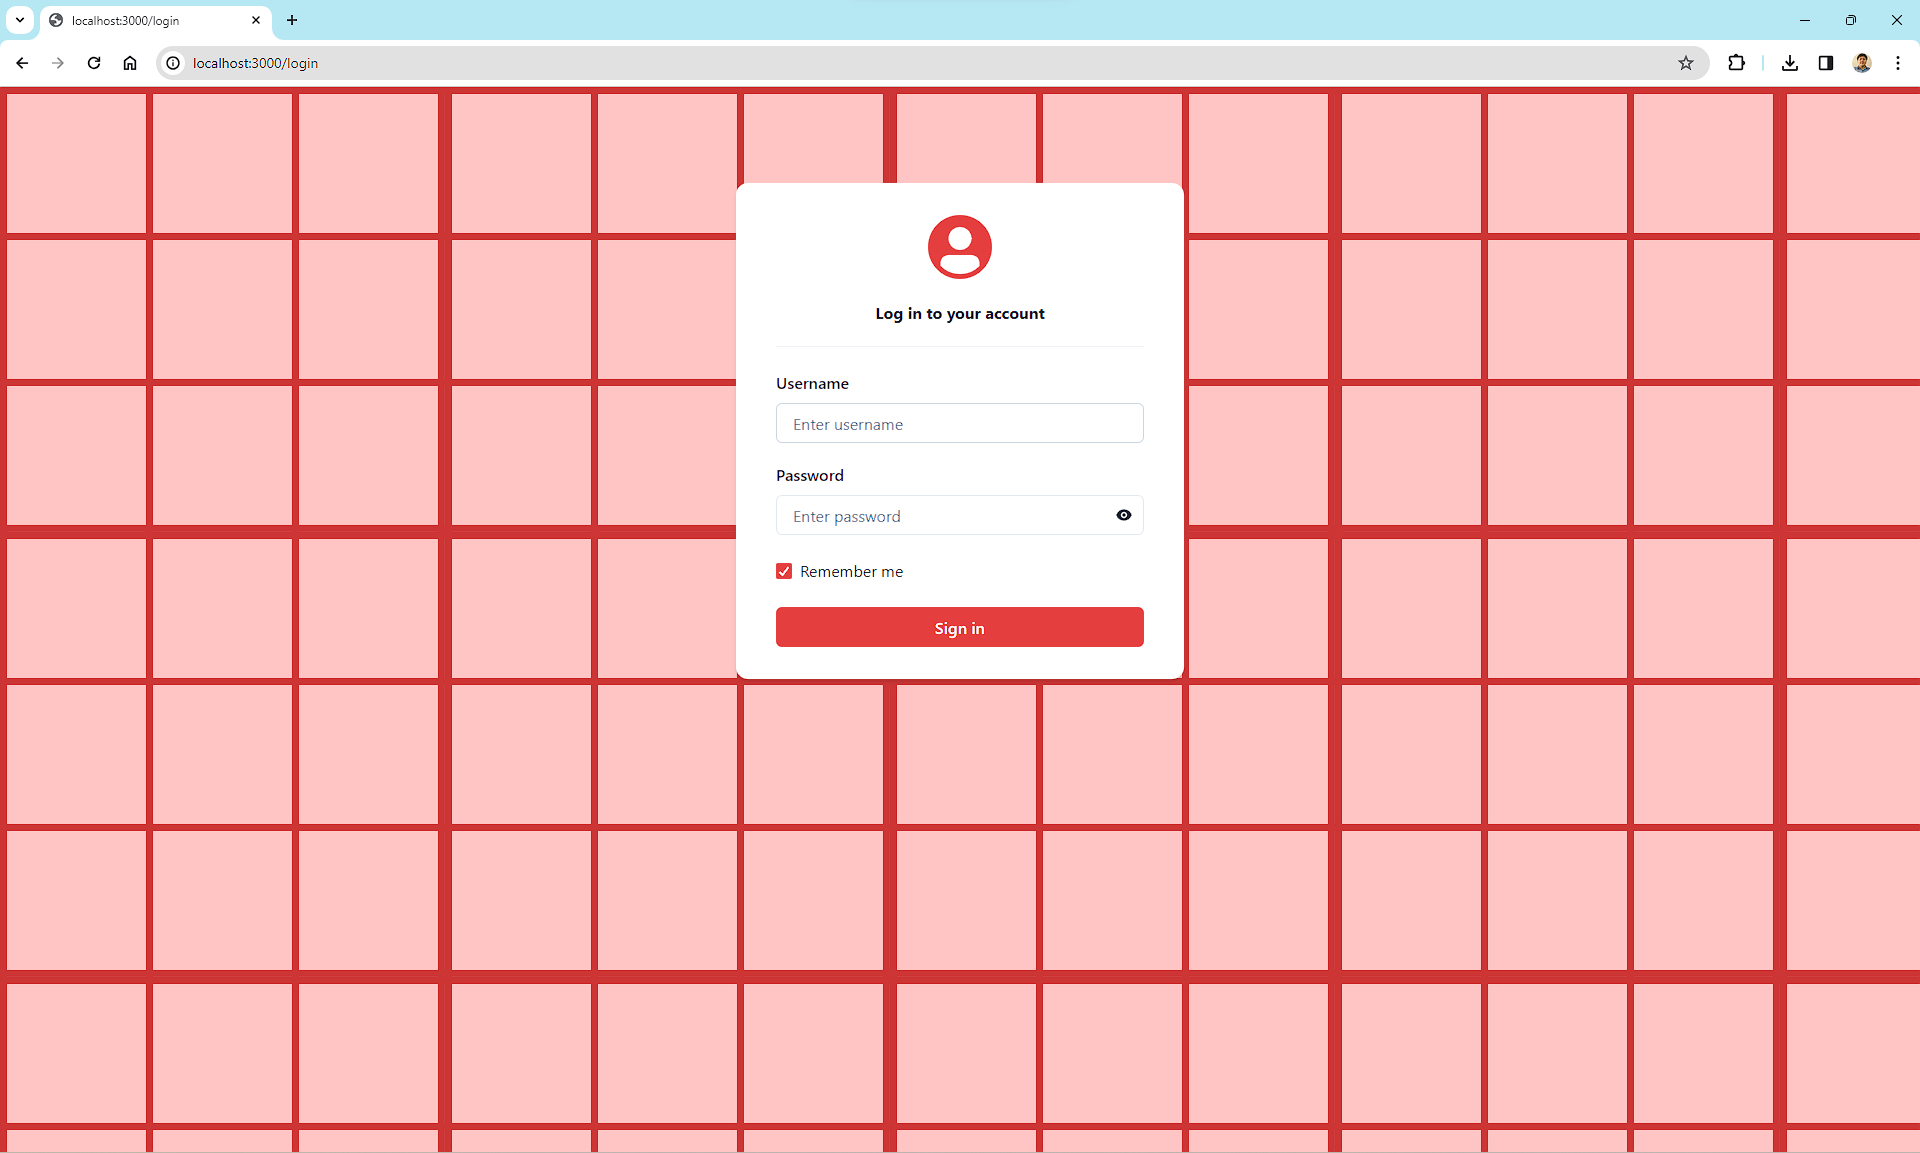 localhost:3000/login
localhost:3000/login
Log in to your account
Username
Enter username
Password
Enter password
Remember me
Sign in